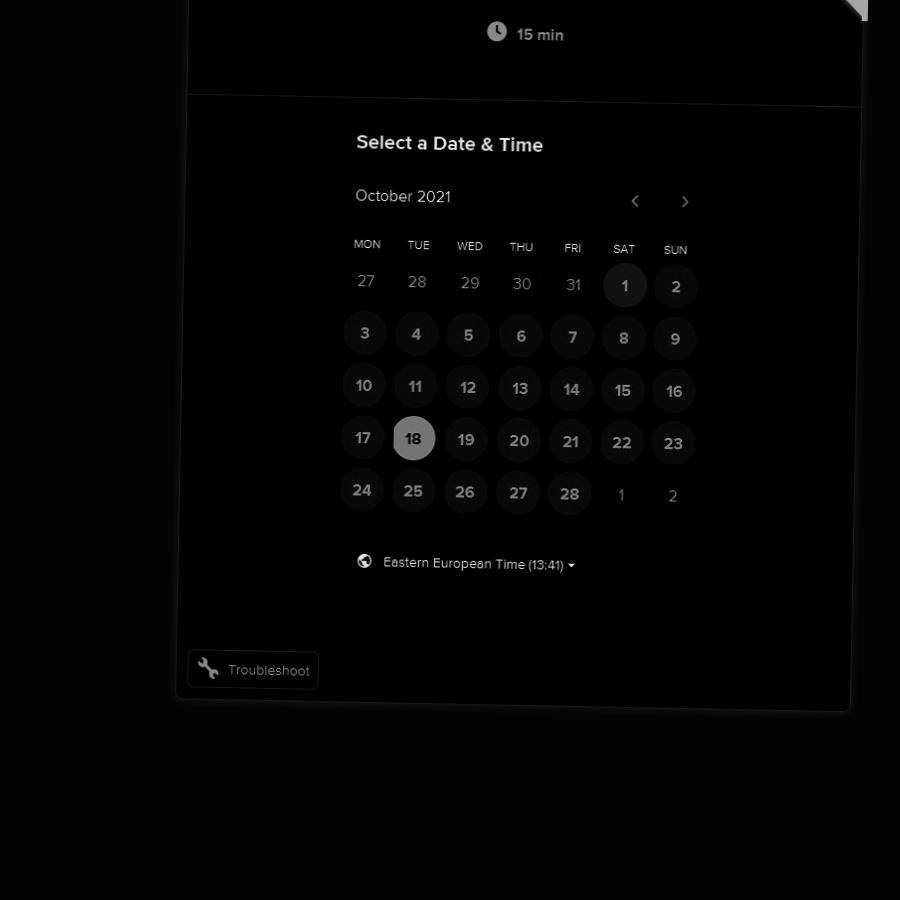 15 min
Select a Date & Time
October 2021
MON TUE WED THU FRI SAT SUN
27 28 29 30 31 1 2
3 4 5 6 7 8 9
10 11 12 13 14 15 16
17 18 19 20 21 22 23
24 25 26 27 28 1 2
Eastern European Time (13:41)
Troubleshoot